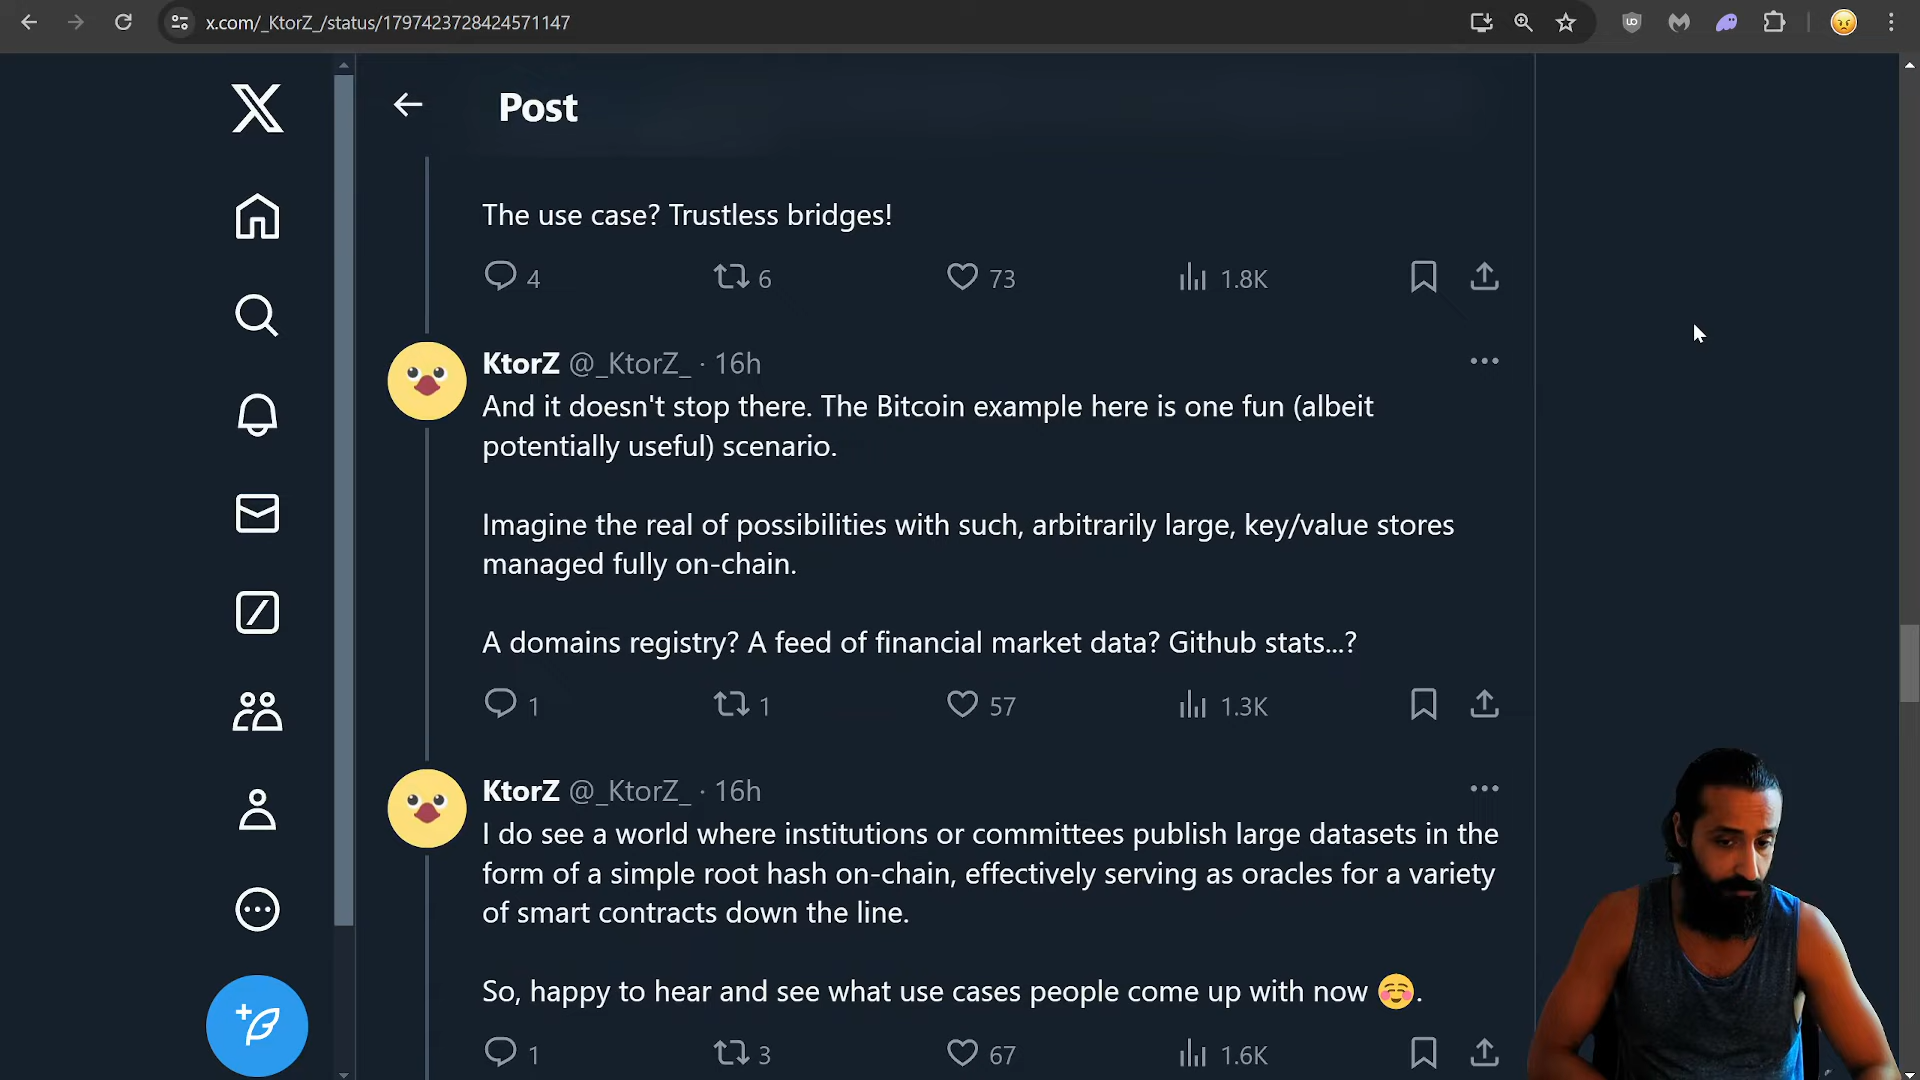 x.com/_KtorZ_/status/1797423728424571147
Post
The use case? Trustless bridges!
4 6 73 1.8K
KtorZ @_KtorZ_ · 16h
And it doesn't stop there. The Bitcoin example here is one fun (albeit
potentially useful) scenario.
Imagine the real of possibilities with such, arbitrarily large, key/value stores
managed fully on-chain.
A domains registry? A feed of financial market data? Github stats...?
1 1 57 1.3K
KtorZ @_KtorZ_ · 16h
I do see a world where institutions or committees publish large datasets in the
form of a simple root hash on-chain, effectively serving as oracles for a variety
of smart contracts down the line.
So, happy to hear and see what use cases people come up with now ☺️.
1 3 67 1.6K